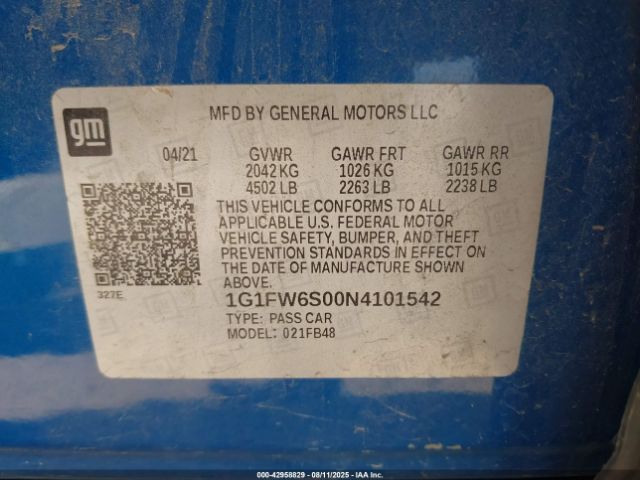 gm
MFD BY GENERAL MOTORS LLC
04/21 GVWR GAWR FRT GAWR RR
2042 KG 1026 KG 1015 KG
4502 LB 2263 LB 2238 LB
THIS VEHICLE CONFORMS TO ALL
APPLICABLE U.S. FEDERAL MOTOR
VEHICLE SAFETY, BUMPER, AND THEFT
PREVENTION STANDARDS IN EFFECT ON
THE DATE OF MANUFACTURE SHOWN
ABOVE.
327E
1G1FW6S00N4101542
TYPE: PASS CAR
MODEL: 021FB48
000-42958829 - 08/11/2025 - IAA Inc.